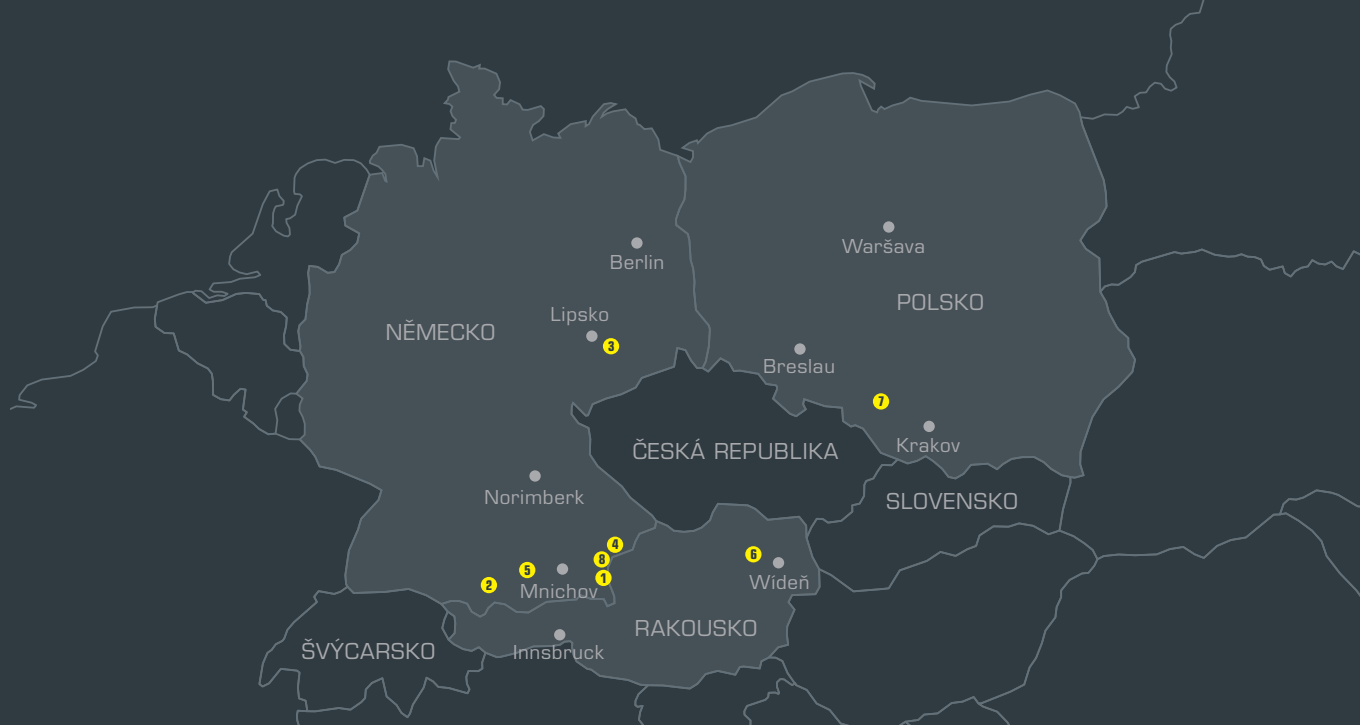 Waršava
Berlin
POLSKO
Lipsko
NĚMECKO
3
Breslau
7
Krakov
ČESKÁ REPUBLIKA
Norimberk
SLOVENSKO
4
8
6
5
1
2
Mnichov
Wídeň
RAKOUSKO
ŠVÝCARSKO
Innsbruck